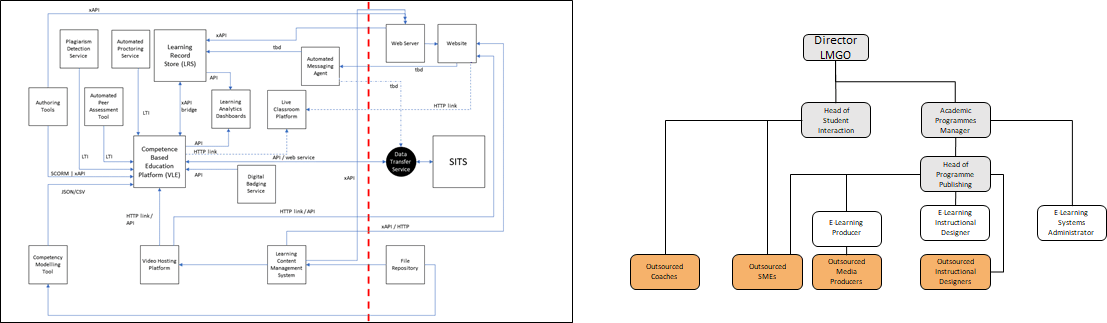 xAPI
Plagiarism
Detection
Service
Automated
Proctoring
Service
Learning
Record
Store (LRS)
xAPI
tbd
Web Server
Website
Automated
Messaging
Agent
tbd
tbd
API
Authoring
Tools
Automated
Peer
Assessment
Tool
LTI
xAPI
bridge
Learning
Analytics
Dashboards
Live
Classroom
Platform
HTTP link
Competence
Based
Education
Platform (VLE)
API
HTTP link
API / web service
Data
Transfer
Service
SITS
LTI
LTI
SCORM | xAPI
JSON/CSV
API
Digital
Badging
Service
xAPI
HTTP link/
API
HTTP link/API
xAPI / HTTP
Competency
Modelling
Tool
Video Hosting
Platform
Learning
Content
Management
System
File
Repository
Director
LMGO
Head of
Student
Interaction
Academic
Programmes
Manager
Head of
Programme
Publishing
E-Learning
Producer
E-Learning
Instructional
Designer
E-Learning
Systems
Administrator
Outsourced
Coaches
Outsourced
SMEs
Outsourced
Media
Producers
Outsourced
Instructional
Designers